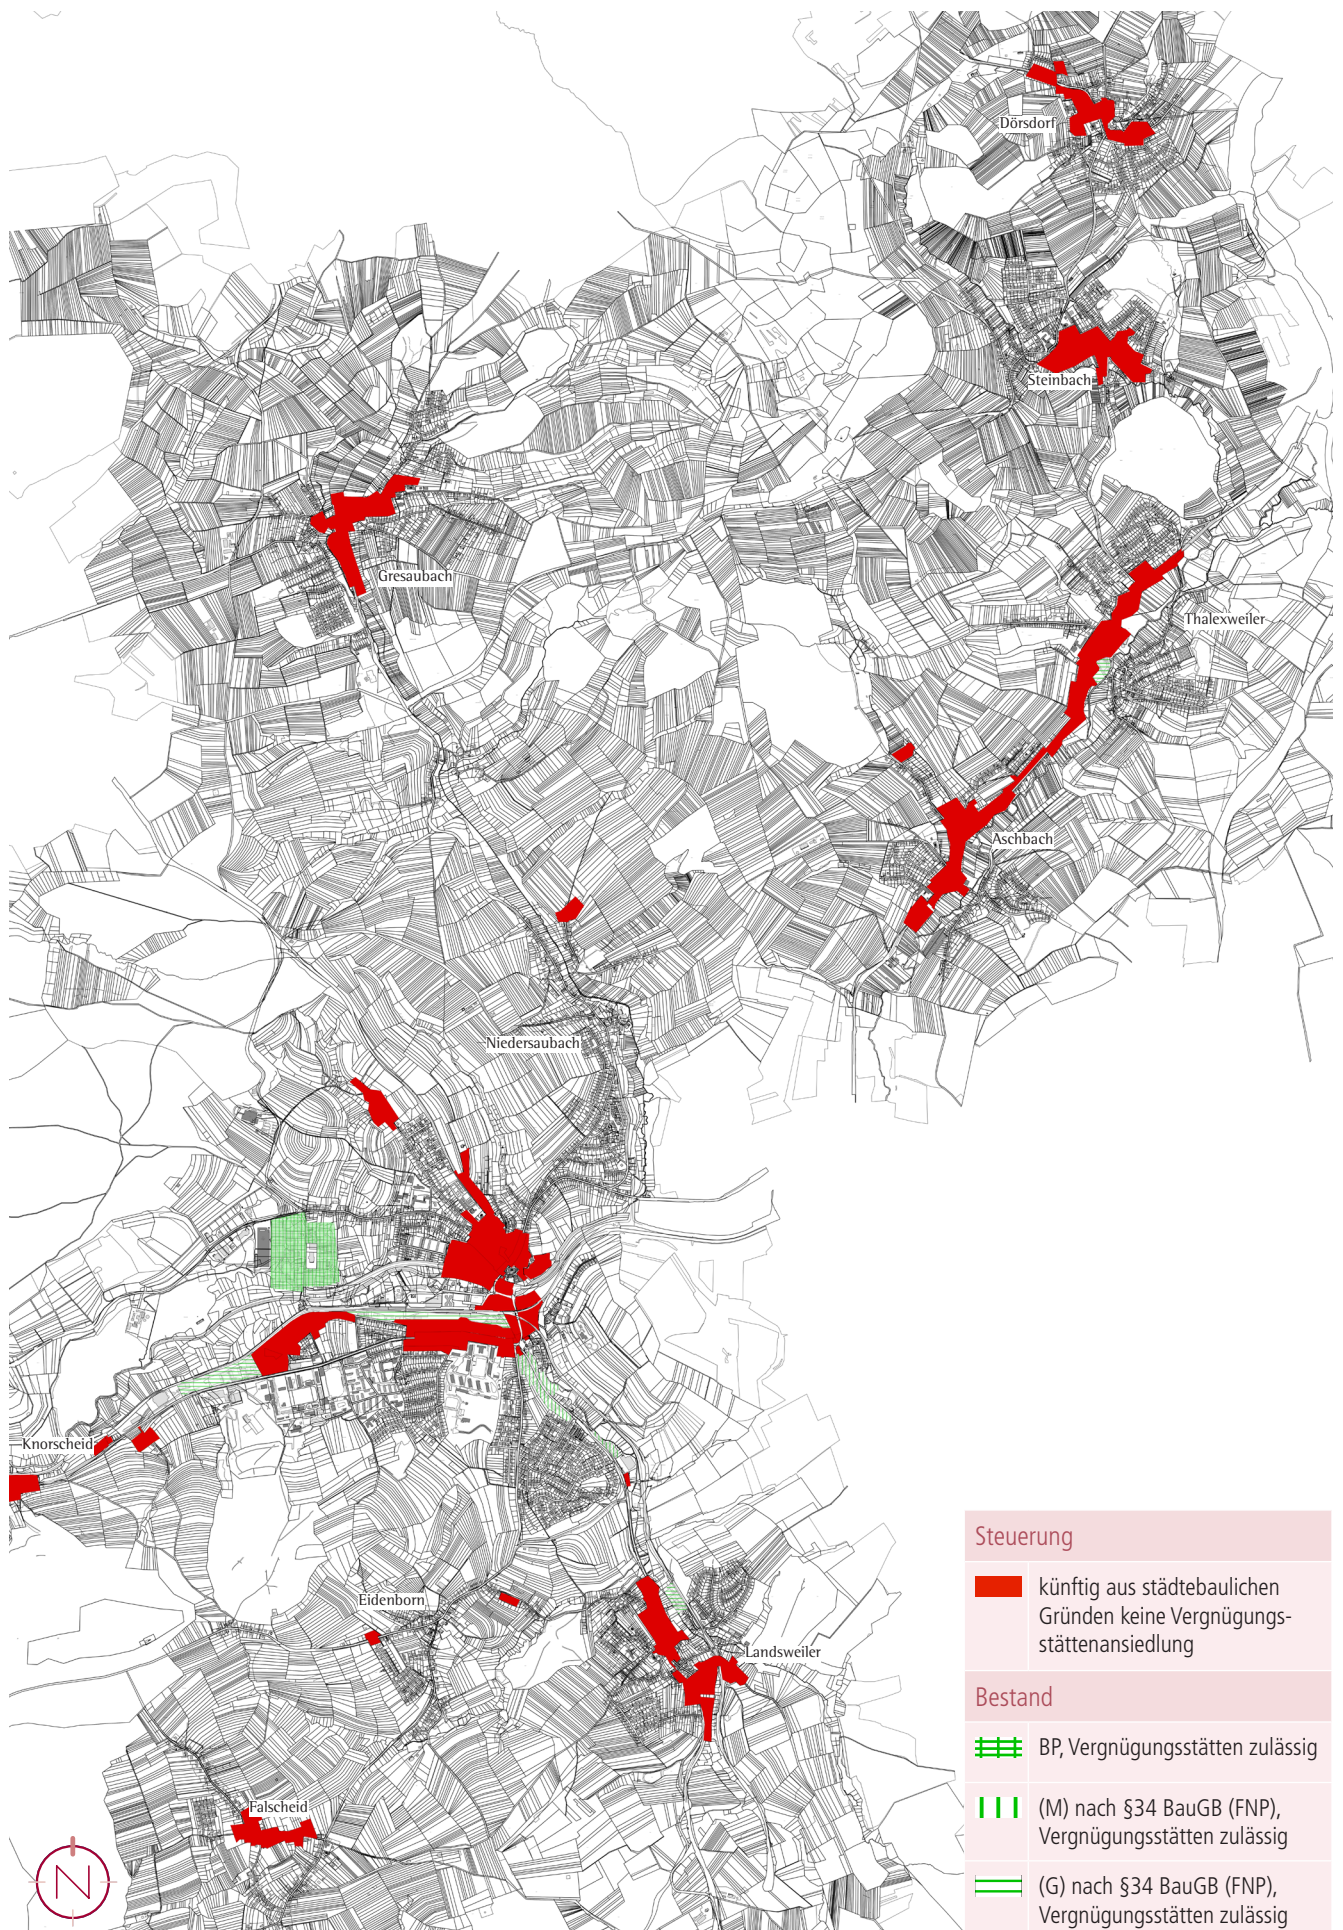 Dörsdorf
Steinbach
Gresaubach
Thalexweiler
Aschbach
Niedersaubach
Knorscheid
Eidenborn
Landsweiler
Falscheid
N
Steuerung
künftig aus städtebaulichen
Gründen keine Vergnügungs-
stättenansiedlung
Bestand
BP, Vergnügungsstätten zulässig
(M) nach §34 BauGB (FNP),
Vergnügungsstätten zulässig
(G) nach §34 BauGB (FNP),
Vergnügungsstätten zulässig